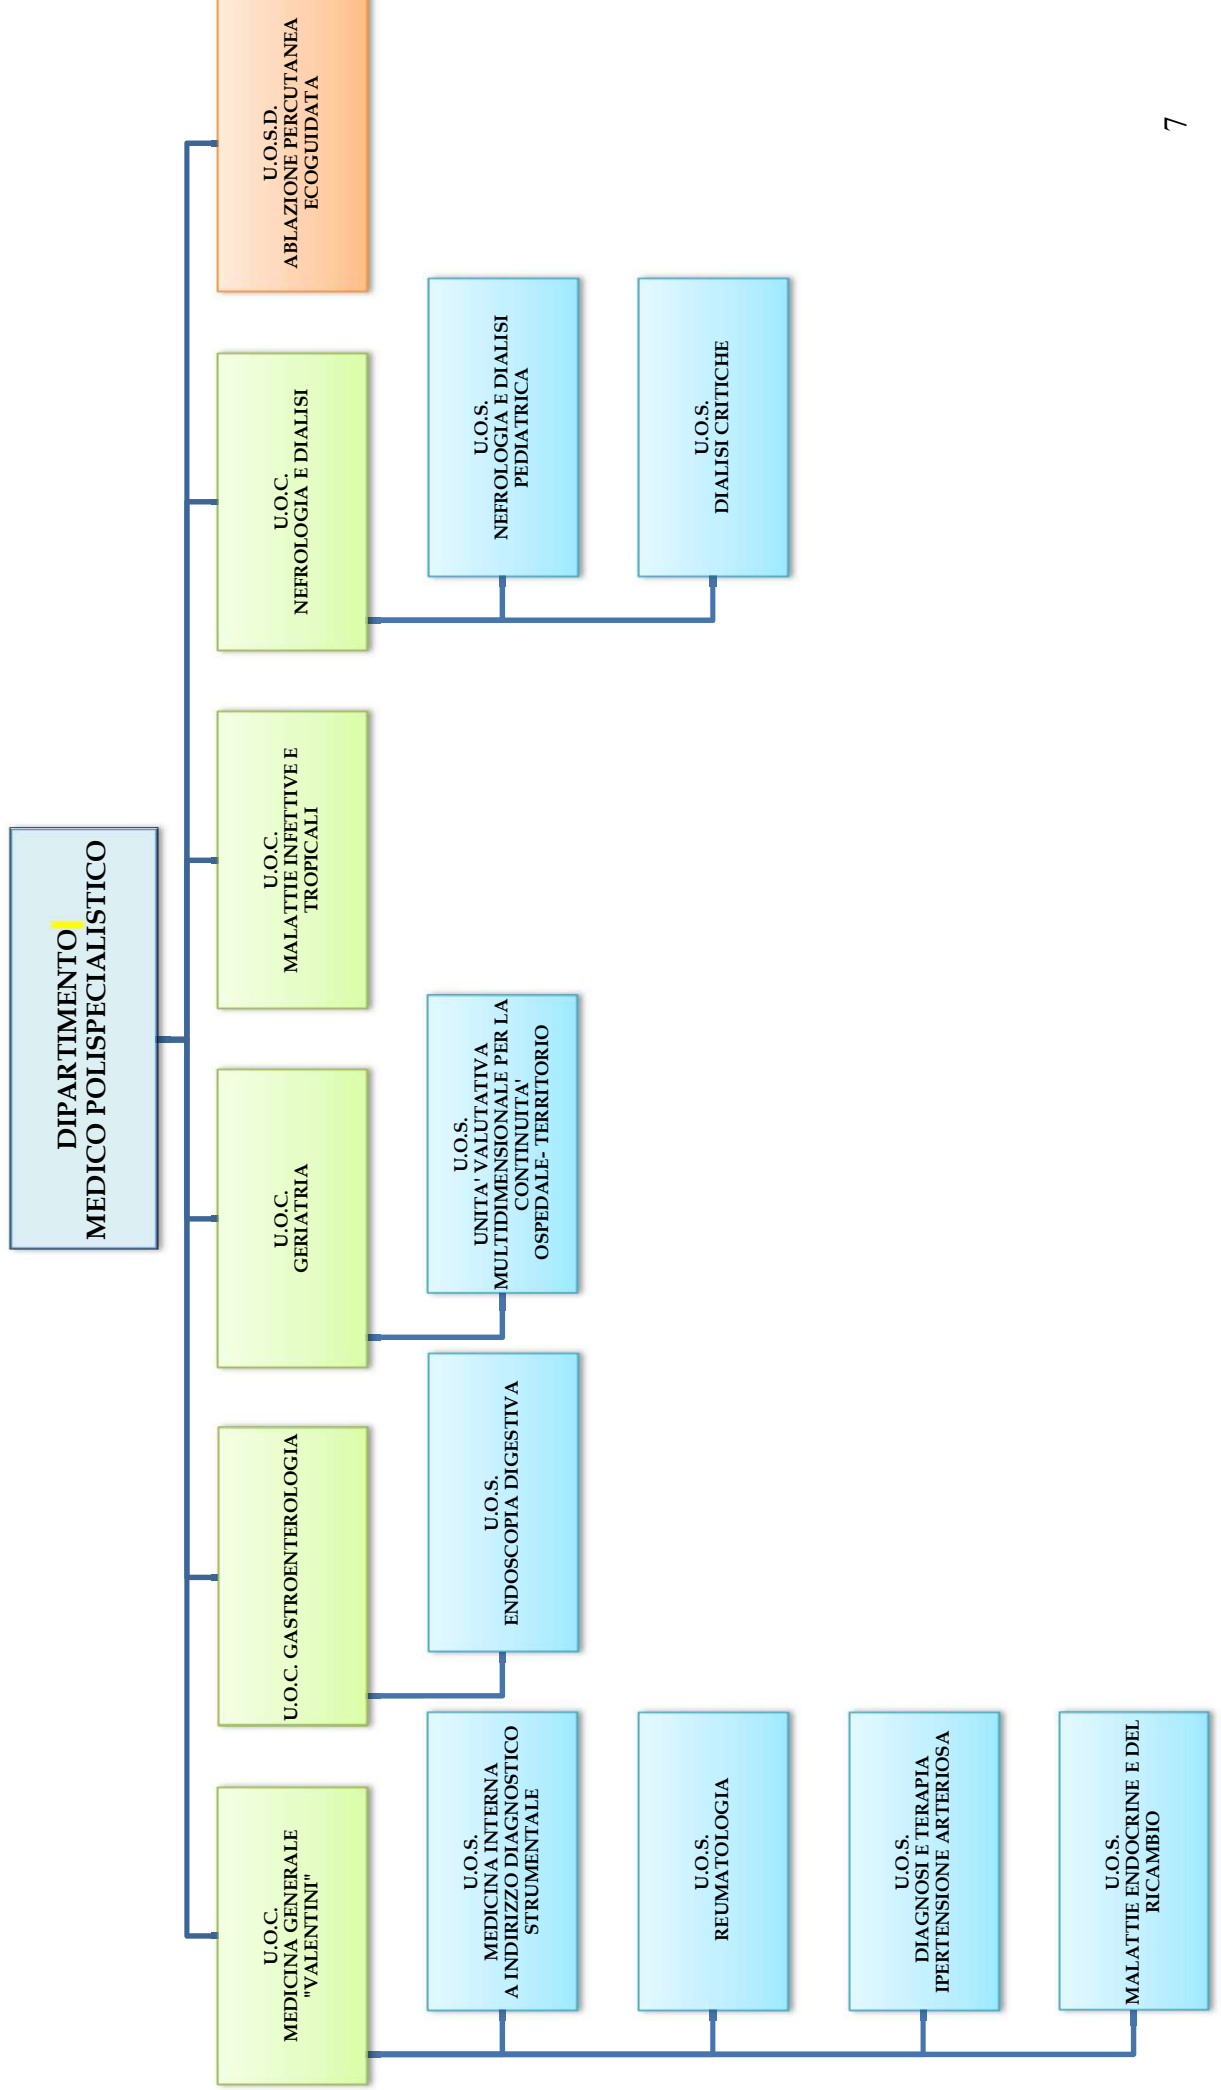 DIPARTIMENTO
MEDICO POLISPECIALISTICO
U.O.C.
MEDICINA GENERALE
"VALENTINI"
U.O.S.
MEDICINA INTERNA
A INDIRIZZO DIAGNOSTICO
STRUMENTALE
U.O.S.
REUMATOLOGIA
U.O.S.
DIAGNOSI E TERAPIA
IPERTENSIONE ARTERIOSA
U.O.S.
MALATTIE ENDOCRINE E DEL
RICAMBIO
U.O.C. GASTROENTEROLOGIA
U.O.S.
ENDOSCOPIA DIGESTIVA
U.O.C.
GERIATRIA
U.O.S.
UNITA' VALUTATIVA
MULTIDIMENSIONALE PER LA
CONTINUITA'
OSPEDALE- TERRITORIO
U.O.C.
MALATTIE INFETTIVE E
TROPICALI
U.O.C.
NEFROLOGIA E DIALISI
U.O.S.
NEFROLOGIA E DIALISI
PEDIATRICA
U.O.S.
DIALISI CRITICHE
U.O.S.D.
ABLAZIONE PERCUTANEA
ECOGUIDATA
7